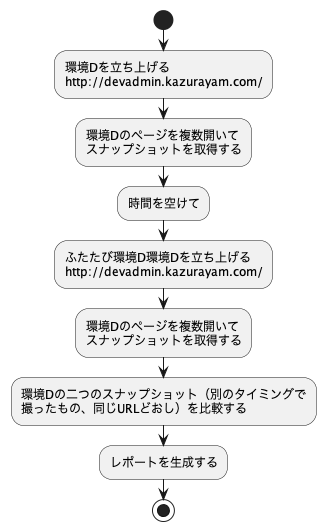 環境Dを立ち上げる
http://devadmin.kazurayam.com/
環境Dのページを複数開いて
スナップショットを取得する
時間を空けて
ふたたび環境D環境Dを立ち上げる
http://devadmin.kazurayam.com/
環境Dのページを複数開いて
スナップショットを取得する
環境Dの二つのスナップショット（別のタイミングで
撮ったもの、同じURLどおし）を比較する
レポートを生成する